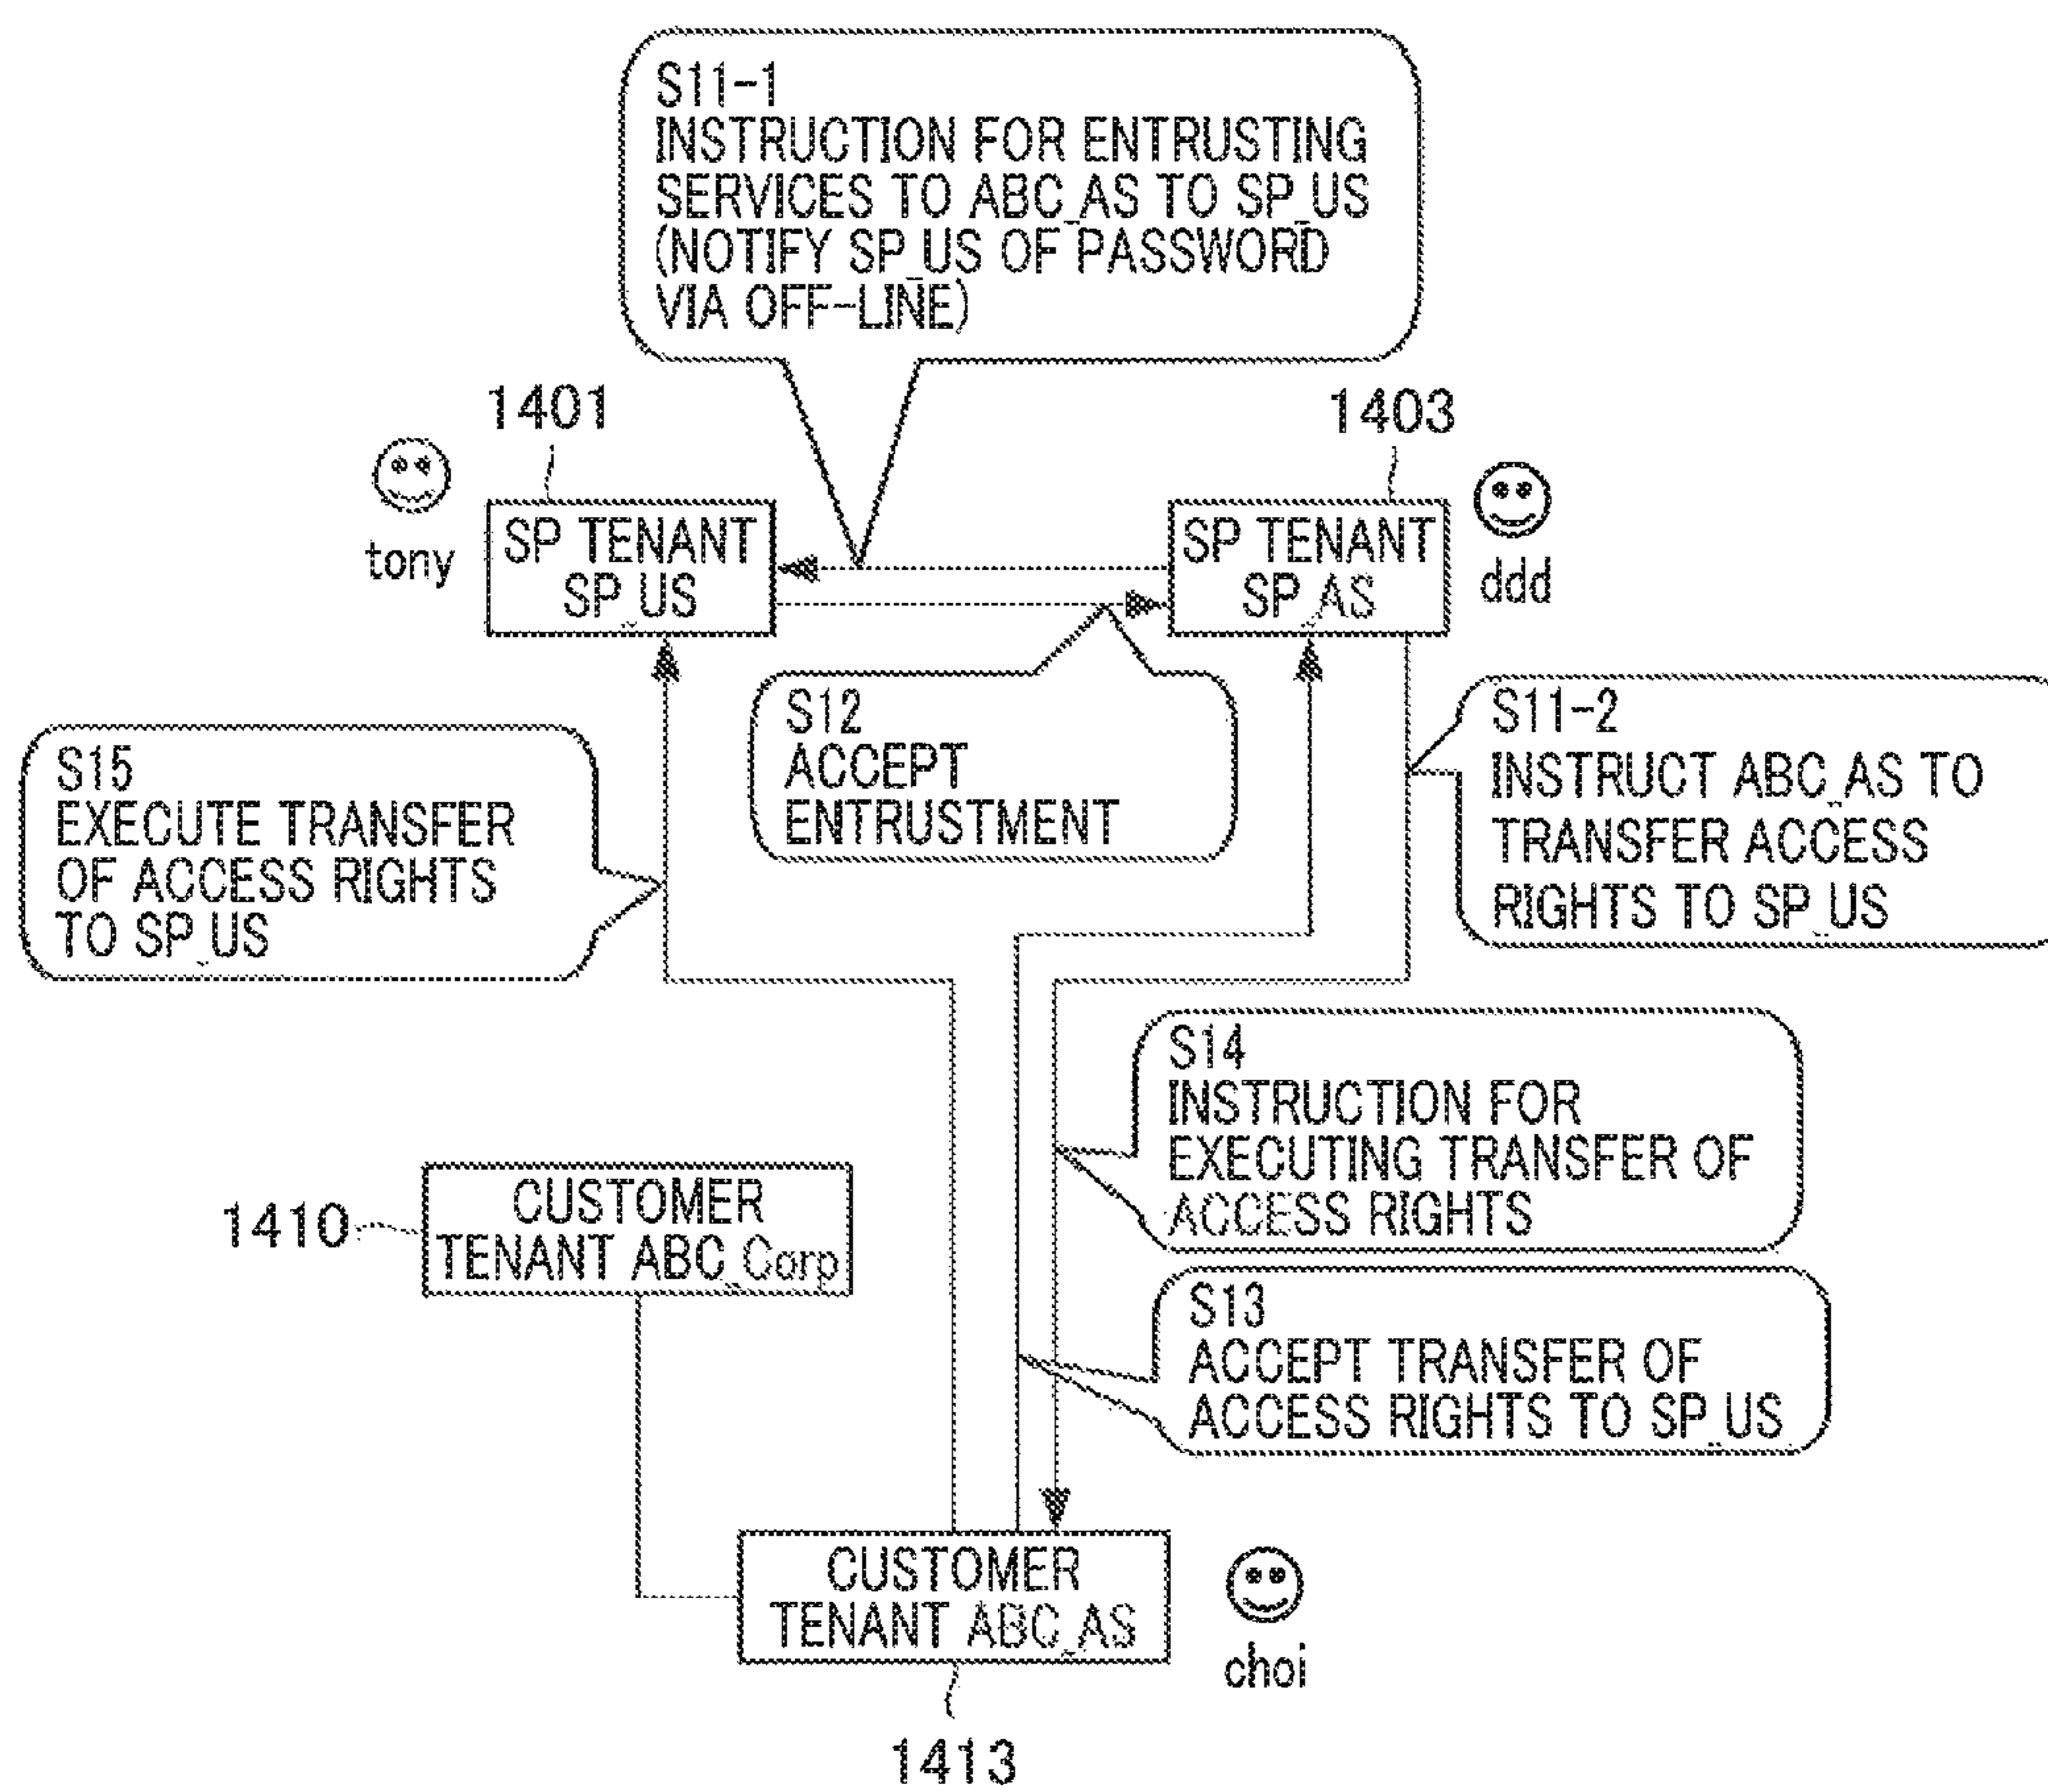 S11-1
INSTRUCTION FOR ENTRUSTING
SERVICES TO ABC_AS TO SP_US
(NOTIFY SP_US OF PASSWORD
VIA OFF-LINE)
1401
1403
tony
SP TENANT
SP_US
SP TENANT
SP_AS
ddd
S12
ACCEPT
ENTRUSTMENT
S11-2
INSTRUCT ABC_AS TO
TRANSFER ACCESS
RIGHTS TO SP_US
S15
EXECUTE TRANSFER
OF ACCESS RIGHTS
TO SP_US
S14
INSTRUCTION FOR
EXECUTING TRANSFER OF
ACCESS RIGHTS
1410
CUSTOMER
TENANT ABC_Corp
S13
ACCEPT TRANSFER OF
ACCESS RIGHTS TO SP_US
CUSTOMER
TENANT ABC_AS
choi
1413